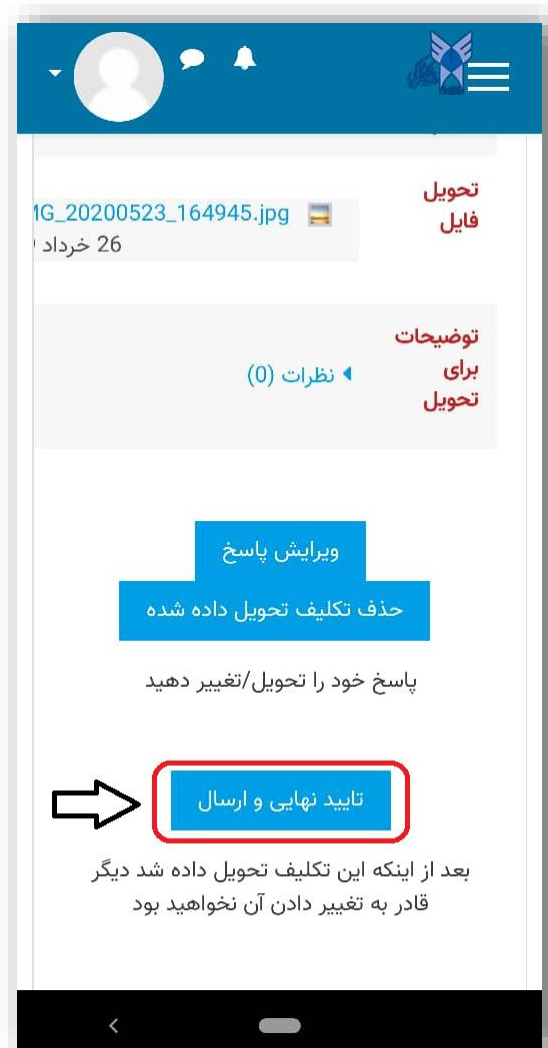 تحویل
فایل
IG_20200523_164945.jpg
26 خرداد
توضیحات
برای
تحویل
نظرات (0)
ویرایش پاسخ
حذف تکلیف تحویل داده شده
پاسخ خود را تحویل/تغییر دهید
تایید نهایی و ارسال
بعد از اینکه این تکلیف تحویل داده شد دیگر
قادر به تغییر دادن آن نخواهید بود